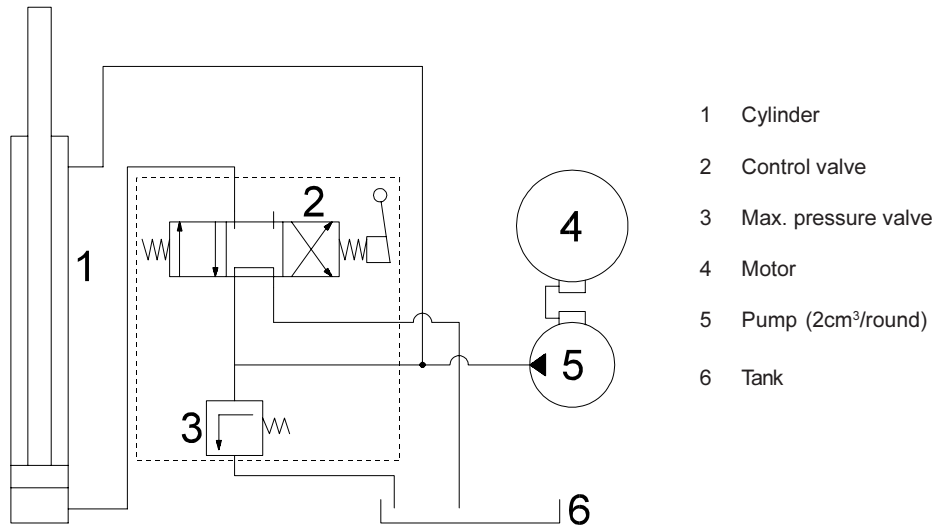 1
2
3
4
5
6
1 Cylinder
2 Control valve
3 Max. pressure valve
4 Motor
5 Pump (2cm³/round)
6 Tank